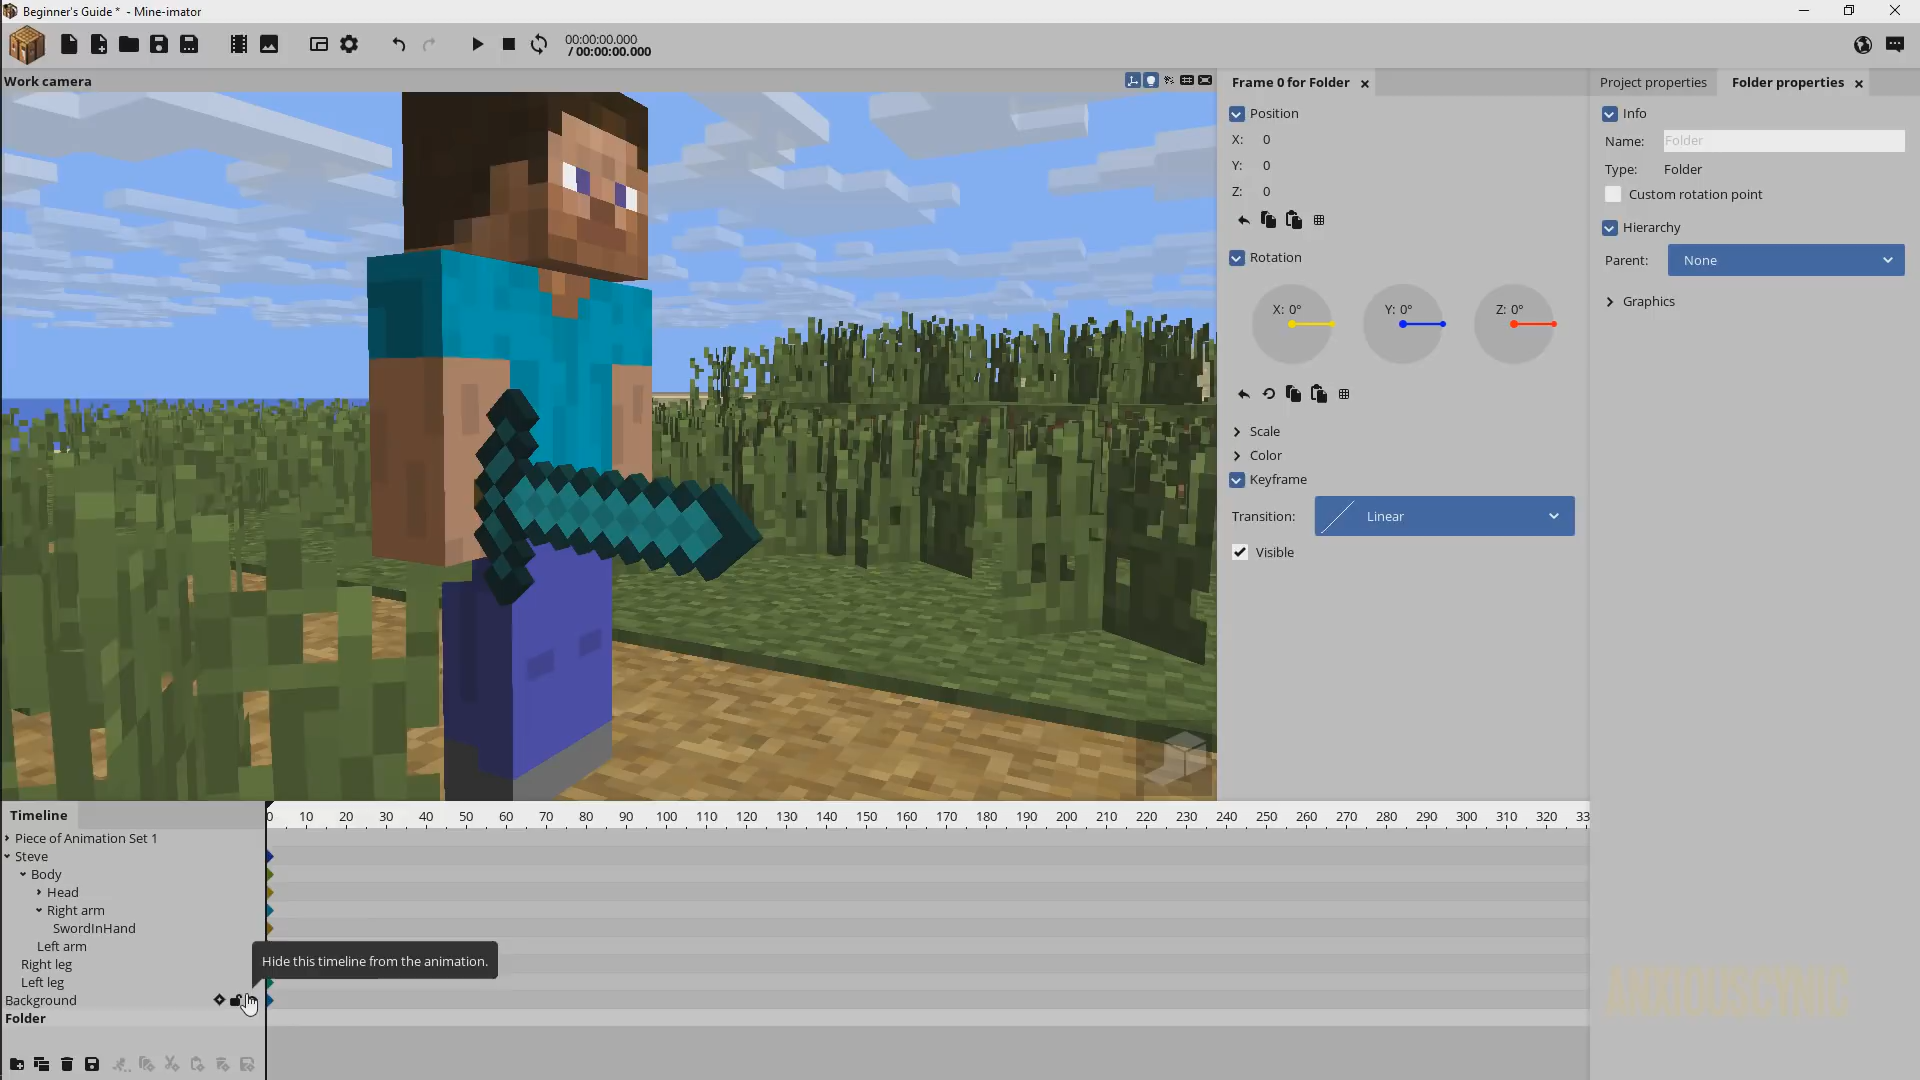 Beginner's Guide * - Mine-imator
00:00:00.000
/ 00:00:00.000
Work camera
Frame 0 for Folder
Position
X: 0
Y: 0
Z: 0
Rotation
X: 0° Y: 0° Z: 0°
Scale
Color
Keyframe
Transition: Linear
Visible
Project properties Folder properties
Info
Name: Folder
Type: Folder
Custom rotation point
Hierarchy
Parent: None
Graphics
Timeline
0 10 20 30 40 50 60 70 80 90 100 110 120 130 140 150 160 170 180 190 200 210 220 230 240 250 260 270 280 290 300 310 320 33
Piece of Animation Set 1
Steve
Body
Head
Right arm
SwordInHand
Left arm
Hide this timeline from the animation.
Right leg
Left leg
Background
Folder
ANXIOUSCYNIC